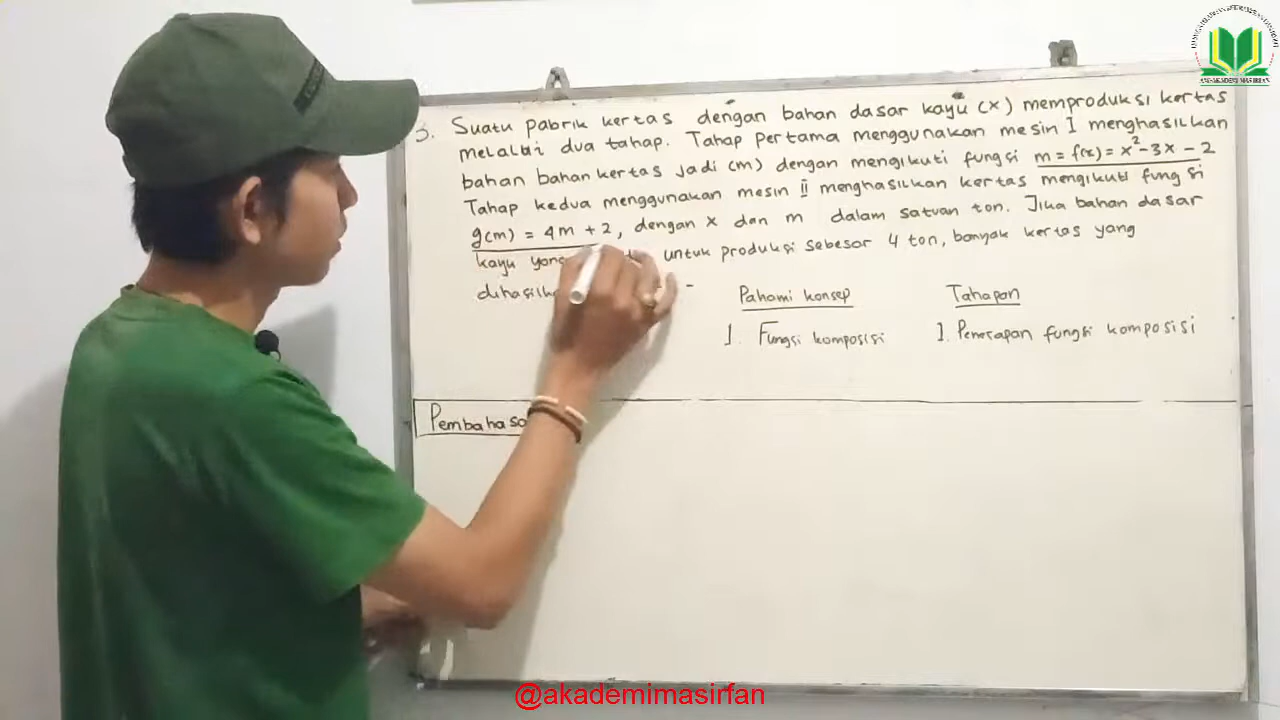 3. Suatu pabrik kertas dengan bahan dasar kayu (x) memproduksi kertas
melalui dua tahap. Tahap pertama menggunakan mesin I menghasilkan
bahan bahan kertas jadi (m) dengan mengikuti fungsi m = f(x) = x² - 3x - 2
Tahap kedua menggunakan mesin II menghasilkan kertas mengikuti fungsi
g(m) = 4m + 2, dengan x dan m dalam satuan ton. Jika bahan dasar
kayu untuk produksi sebesar 4 ton, banyak kertas yang
Pahami konsep
Tahapan
1. Fungsi komposisi
1. Penerapan fungsi komposisi
@akademimasirfan